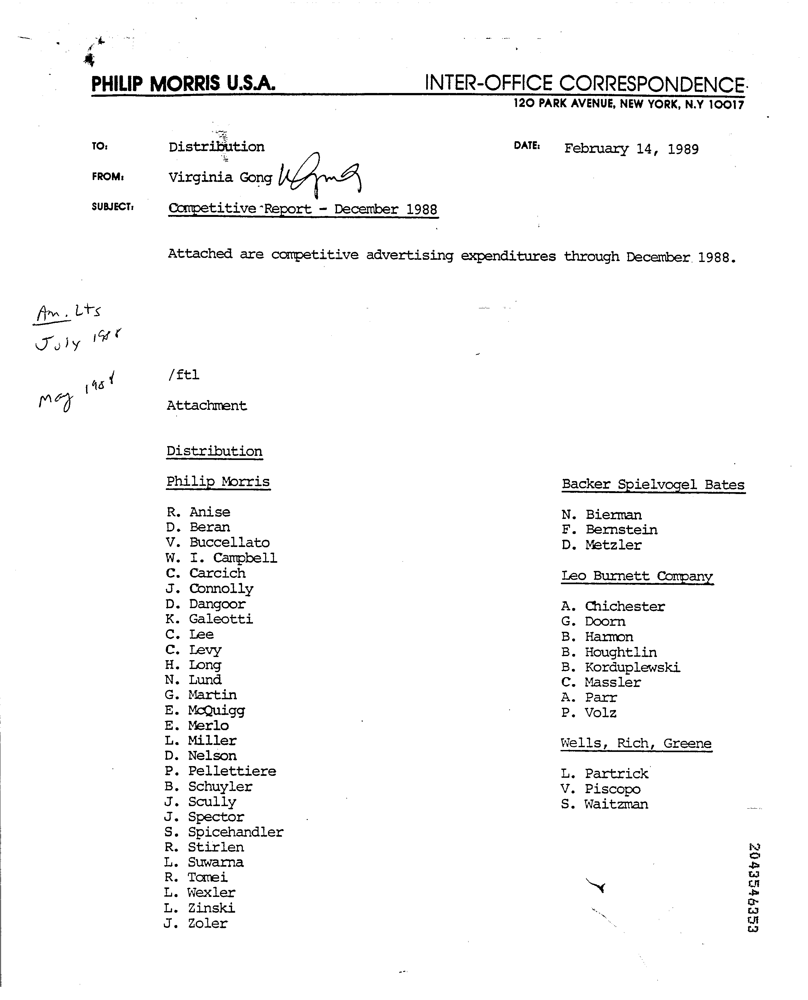 PHILIP MORRIS U.S.A. INTER-OFFICE CORRESPONDENCE
120 PARK AVENUE, NEW YORK, N.Y 10017
TO: Distribution DATE: February 14, 1989
FROM: Virginia Gong
SUBJECT: Competitive Report - December 1988
Attached are competitive advertising expenditures through December 1988.
Am. Lts
July 1988
May 1988
/ftl
Attachment
Distribution
Philip Morris
R. Anise
D. Beran
V. Buccellato
W. I. Campbell
C. Carcich
J. Connolly
D. Dangoor
K. Galeotti
C. Lee
C. Levy
H. Long
N. Lund
G. Martin
E. McQuigg
E. Merlo
L. Miller
D. Nelson
P. Pellettiere
B. Schuyler
J. Scully
J. Spector
S. Spicehandler
R. Stirlen
L. Suwarna
R. Tomei
L. Wexler
L. Zinski
J. Zoler
Backer Spielvogel Bates
N. Bierman
F. Bernstein
D. Metzler
Leo Burnett Company
A. Chichester
G. Doorn
B. Harmon
B. Houghtlin
B. Korduplewski
C. Massler
A. Parr
P. Volz
Wells, Rich, Greene
L. Partrick
V. Piscopo
S. Waitzman
2043546353